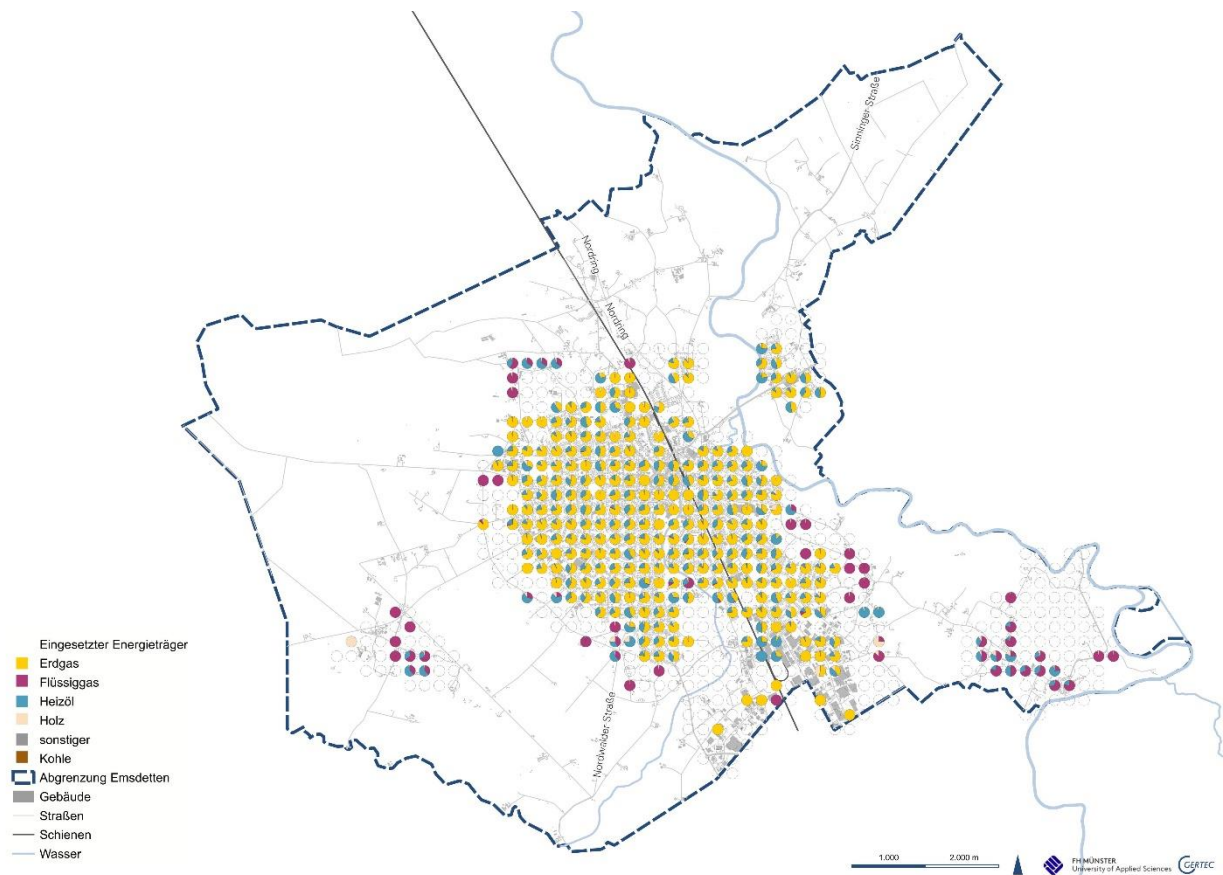 Sinninger Straße
Nordring
Nordring
Nordwalder Straße
Eingesetzter Energieträger
Erdgas
Flüssiggas
Heizöl
Holz
sonstiger
Kohle
Abgrenzung Emsdetten
Gebäude
Straßen
Schienen
Wasser
1.000 2.000 m
FH MÜNSTER
University of Applied Sciences
GERTEC